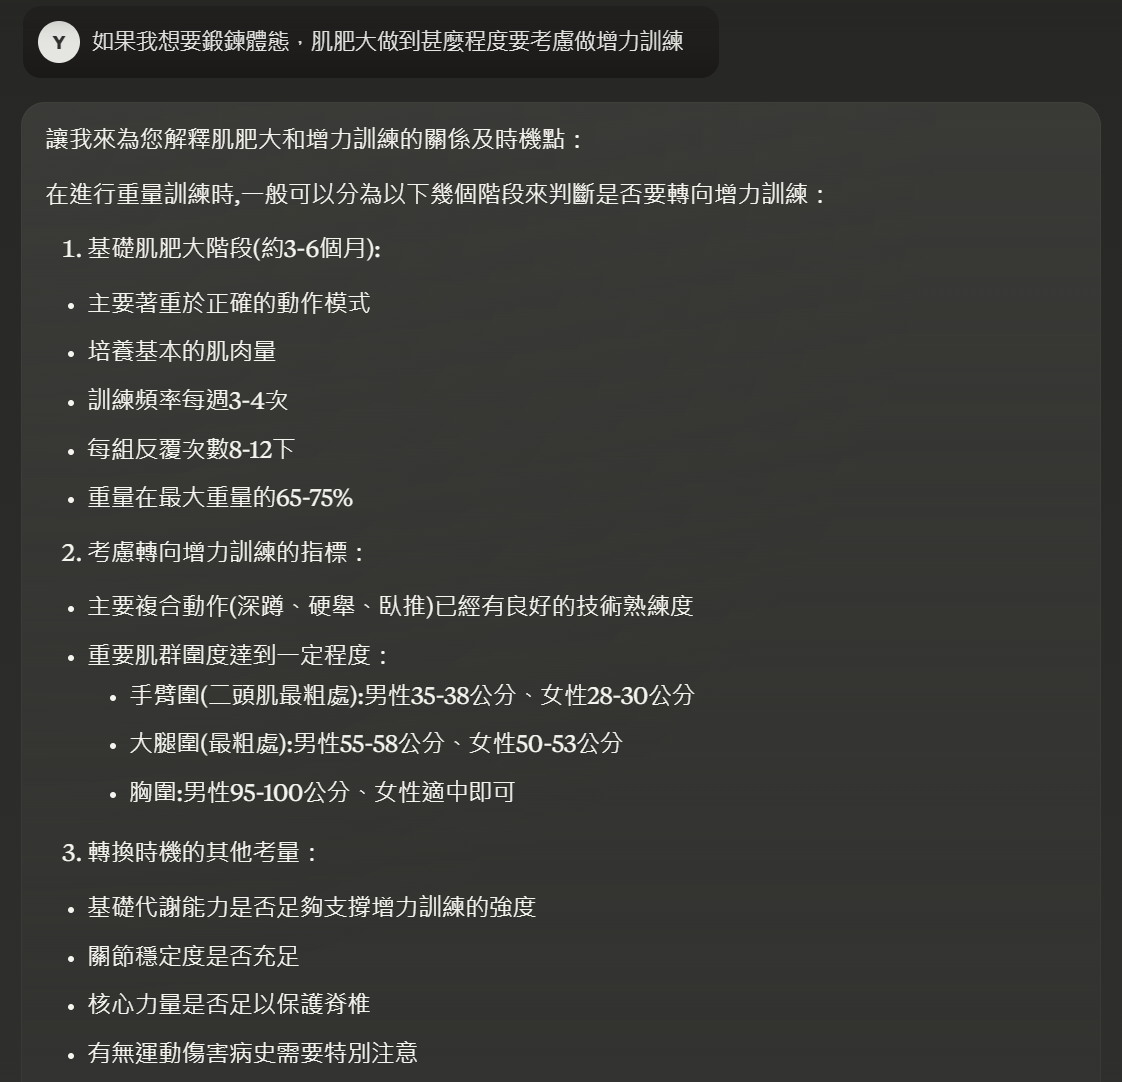 Y
如果我想要鍛鍊體態，肌肥大做到甚麼程度要考慮做增力訓練
讓我來為您解釋肌肥大和增力訓練的關係及時機點：
在進行重量訓練時,一般可以分為以下幾個階段來判斷是否要轉向增力訓練：
1. 基礎肌肥大階段(約3-6個月):
• 主要著重於正確的動作模式
• 培養基本的肌肉量
• 訓練頻率每週3-4次
• 每組反覆次數8-12下
• 重量在最大重量的65-75%
2. 考慮轉向增力訓練的指標：
• 主要複合動作(深蹲、硬舉、臥推)已經有良好的技術熟練度
• 重要肌群圍度達到一定程度：
• 手臂圍(二頭肌最粗處):男性35-38公分、女性28-30公分
• 大腿圍(最粗處):男性55-58公分、女性50-53公分
• 胸圍:男性95-100公分、女性適中即可
3. 轉換時機的其他考量：
• 基礎代謝能力是否足夠支撐增力訓練的強度
• 關節穩定度是否充足
• 核心力量是否足以保護脊椎
• 有無運動傷害病史需要特別注意